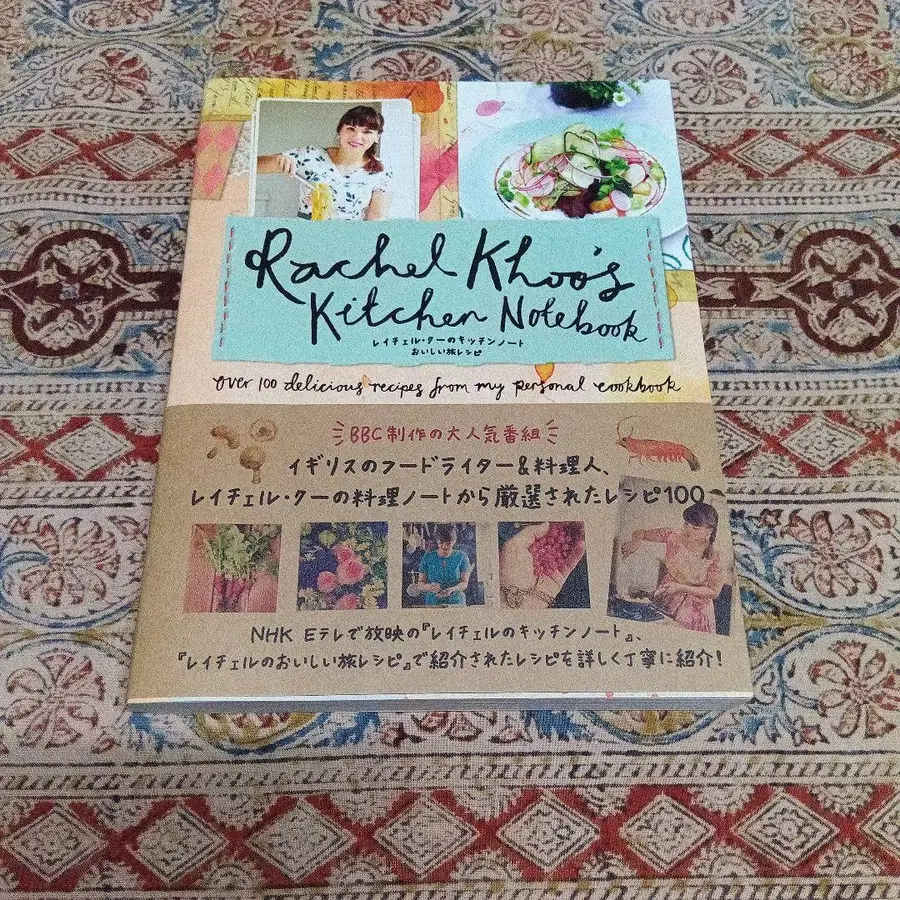 Rachel Khoo's
Kitchen Notebook
レイチェル・クーのキッチンノート
おいしい旅レシピ
over 100 delicious recipes from my personal cookbook
BBC制作の大人気番組
イギリスのフードライター&料理人、
レイチェル・クーの料理ノートから厳選されたレシピ100
NHK Eテレで放映の『レイチェルのキッチンノート』、
『レイチェルのおいしい旅レシピ』で紹介されたレシピを詳しく丁寧に紹介!